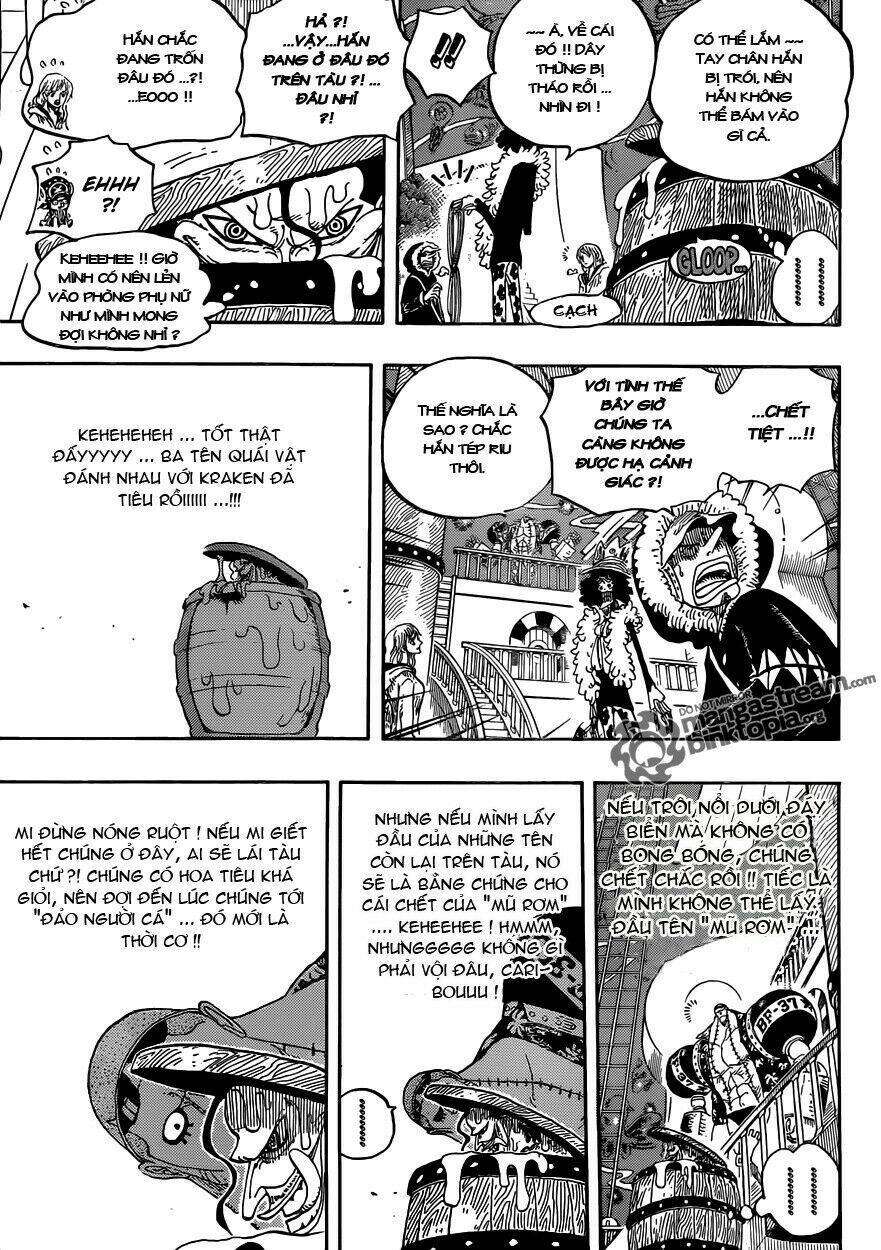 CÓ THỂ LẮM ~~
TAY CHÂN HẮN
BỊ TRÓI, NÊN
HẮN KHÔNG
THỂ BÁM VÀO
GÌ CẢ.
~~ À, VỀ CÁI
ĐÓ !! DÂY
THỪNG BỊ
THÁO RỒI ...
NHÌN ĐI !
GLOOP...
CẠCH
!!
HẢ ?!
...VẬY...HẮN
ĐANG Ở ĐÂU ĐÓ
TRÊN TÀU ?! ...
ĐÂU NHỈ
?!
HẮN CHẮC
ĐANG TRỐN
ĐÂU ĐÓ ...?!
...EOOO !!
EHHH
?!
KEHEEHEE !! GIỜ
MÌNH CÓ NÊN LẺN
VÀO PHÒNG PHỤ NỮ
NHƯ MÌNH MONG
ĐỢI KHÔNG NHỈ ?
...CHẾT
TIỆT ...!!
VỚI TÌNH THẾ
BÂY GIỜ
CHÚNG TA
CÀNG KHÔNG
ĐƯỢC HẠ CẢNH
GIÁC ?!
THẾ NGHĨA LÀ
SAO ? CHẮC
HẮN TÉP RIU
THÔI.
DO NOT MIRROR
mangastream.com
binktopia.org
KEHEHEHEH ... TỐT THẬT
ĐẤYYYYY ... BA TÊN QUÁI VẬT
ĐÁNH NHAU VỚI KRAKEN ĐÃ
TIÊU RỒIIIIII ...!!!
NẾU TRÔI NỔI DƯỚI ĐÁY
BIỂN MÀ KHÔNG CÓ
BONG BÓNG, CHÚNG
CHẾT CHẮC RỒI !! TIẾC LÀ
MÌNH KHÔNG THỂ LẤY
ĐẦU TÊN "MŨ RƠM" ...!!
BF-37
NHƯNG NẾU MÌNH LẤY
ĐẦU CỦA NHỮNG TÊN
CÒN LẠI TRÊN TÀU, NÓ
SẼ LÀ BẰNG CHỨNG CHO
CÁI CHẾT CỦA "MŨ RƠM"
.... KEHEEHEE ! HMMM,
NHƯNGGGGG KHÔNG GÌ
PHẢI VỘI ĐÂU, CARI-
BOUUU !
MI ĐỪNG NÓNG RUỘT ! NẾU MI GIẾT
HẾT CHÚNG Ở ĐÂY, AI SẼ LÁI TÀU
CHỨ ?! CHÚNG CÓ HOA TIÊU KHÁ
GIỎI, NÊN ĐỢI ĐẾN LÚC CHÚNG TỚI
"ĐẢO NGƯỜI CÁ" ... ĐÓ MỚI LÀ
THỜI CƠ !!